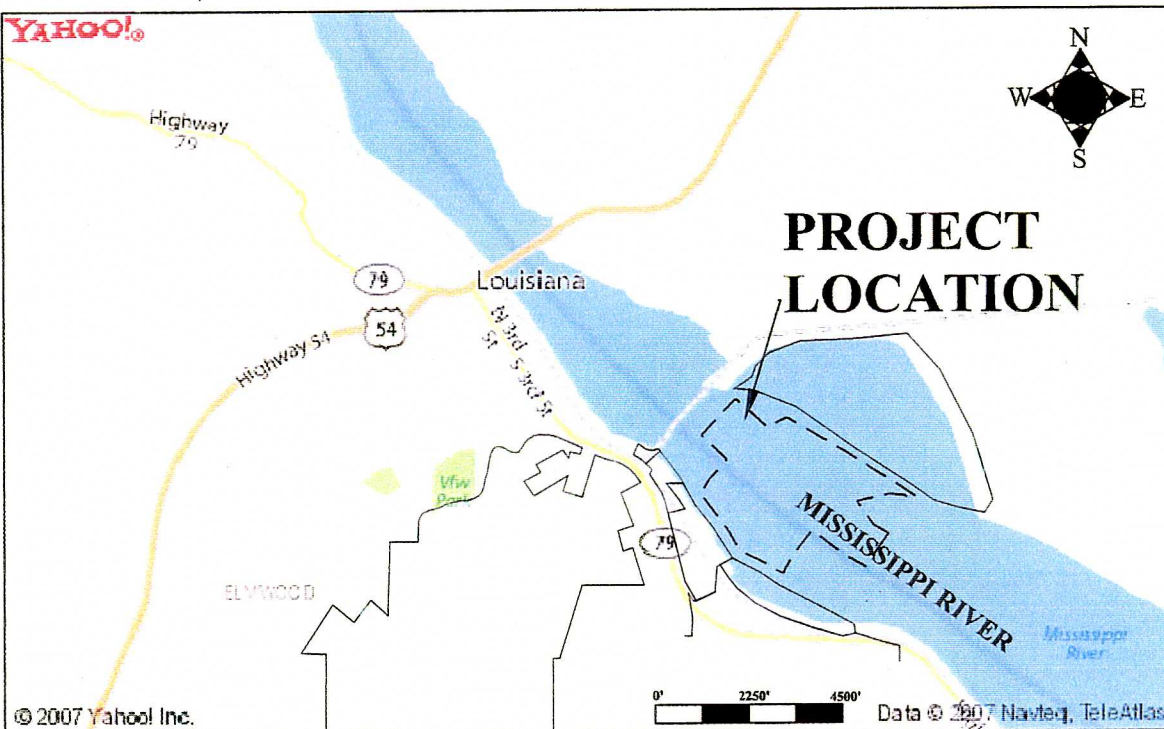 YAHOO!®
N
W E
S
Highway
79
PROJECT
LOCATION
79
Louisiana
54
N 3rd
St
S 3rd St
Highway 54
Vfw
Park
MISSISSIPPI RIVER
79
ELMWOOD
Mississippi
River
0' 2250' 4500'
© 2007 Yahoo! Inc.
Data © 2007 Navteq, TeleAtlas